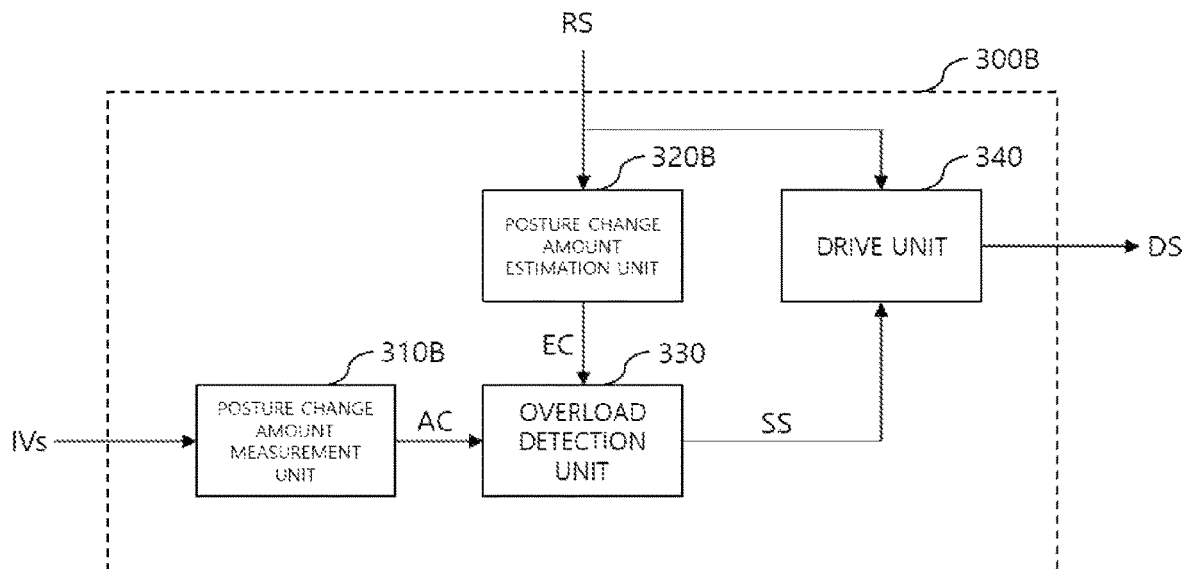 RS
300B
320B
340
POSTURE CHANGE
AMOUNT
ESTIMATION UNIT
DRIVE UNIT
DS
EC
310B
330
IVs
POSTURE CHANGE
AMOUNT
MEASUREMENT
UNIT
AC
OVERLOAD
DETECTION
UNIT
SS